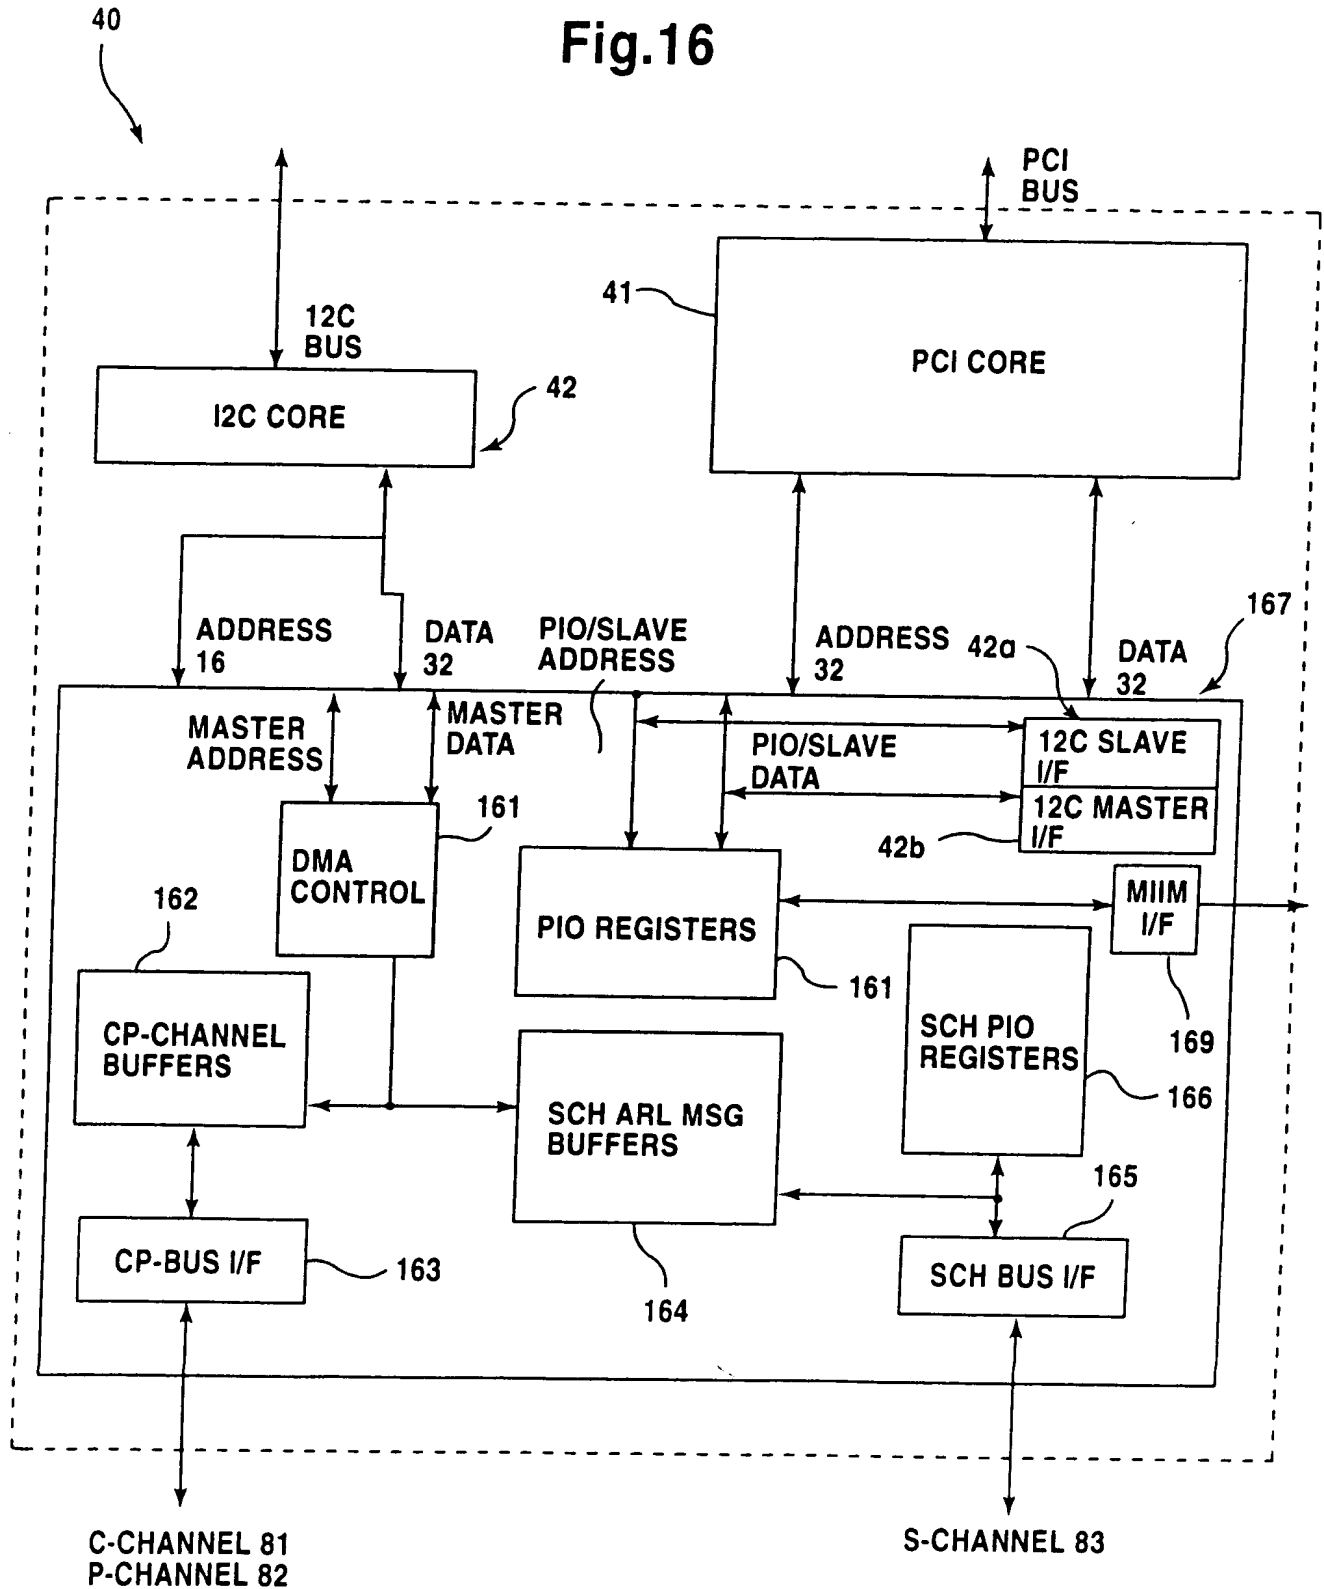 Fig.16
40
PCI
BUS
41
12C
BUS
PCI CORE
I2C CORE
42
167
ADDRESS
16
DATA
32
PIO/SLAVE
ADDRESS
ADDRESS
32
42a
DATA
32
MASTER
ADDRESS
MASTER
DATA
PIO/SLAVE
DATA
12C SLAVE
I/F
12C MASTER
I/F
42b
161
DMA
CONTROL
162
PIO REGISTERS
MIIM
I/F
161
169
CP-CHANNEL
BUFFERS
SCH PIO
REGISTERS
166
SCH ARL MSG
BUFFERS
165
CP-BUS I/F
163
164
SCH BUS I/F
C-CHANNEL 81
P-CHANNEL 82
S-CHANNEL 83